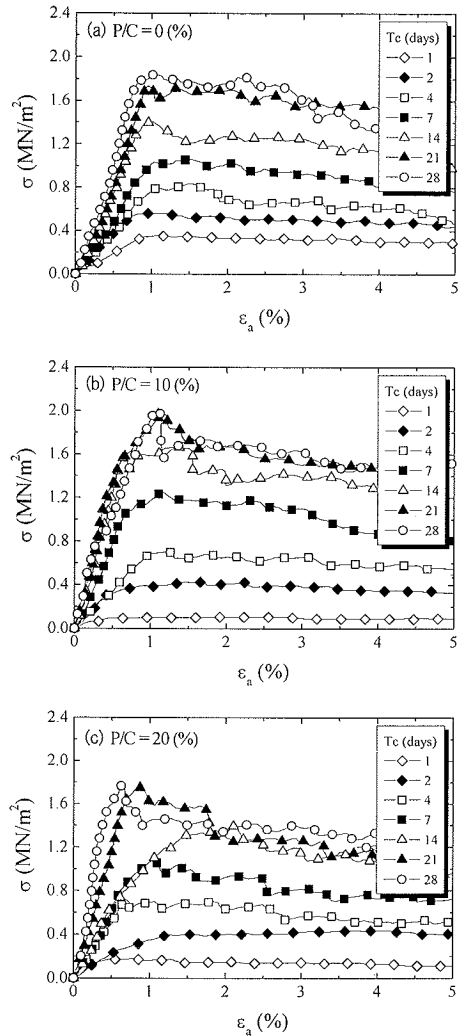 (a) P/C=0 (%)
Tc (days)
1
2
4
7
14
21
28
2.4
2.0
1.6
1.2
0.8
0.4
0.0
σ (MN/m²)
0 1 2 3 4 5
εa (%)
(b) P/C = 10 (%)
Tc (days)
1
2
4
7
14
21
28
2.4
2.0
1.6
1.2
0.8
0.4
0.0
σ (MN/m²)
0 1 2 3 4 5
εa (%)
(c) P/C = 20 (%)
Tc (days)
1
2
4
7
14
21
28
2.4
2.0
1.6
1.2
0.8
0.4
0.0
σ (MN/m²)
0 1 2 3 4 5
εa (%)